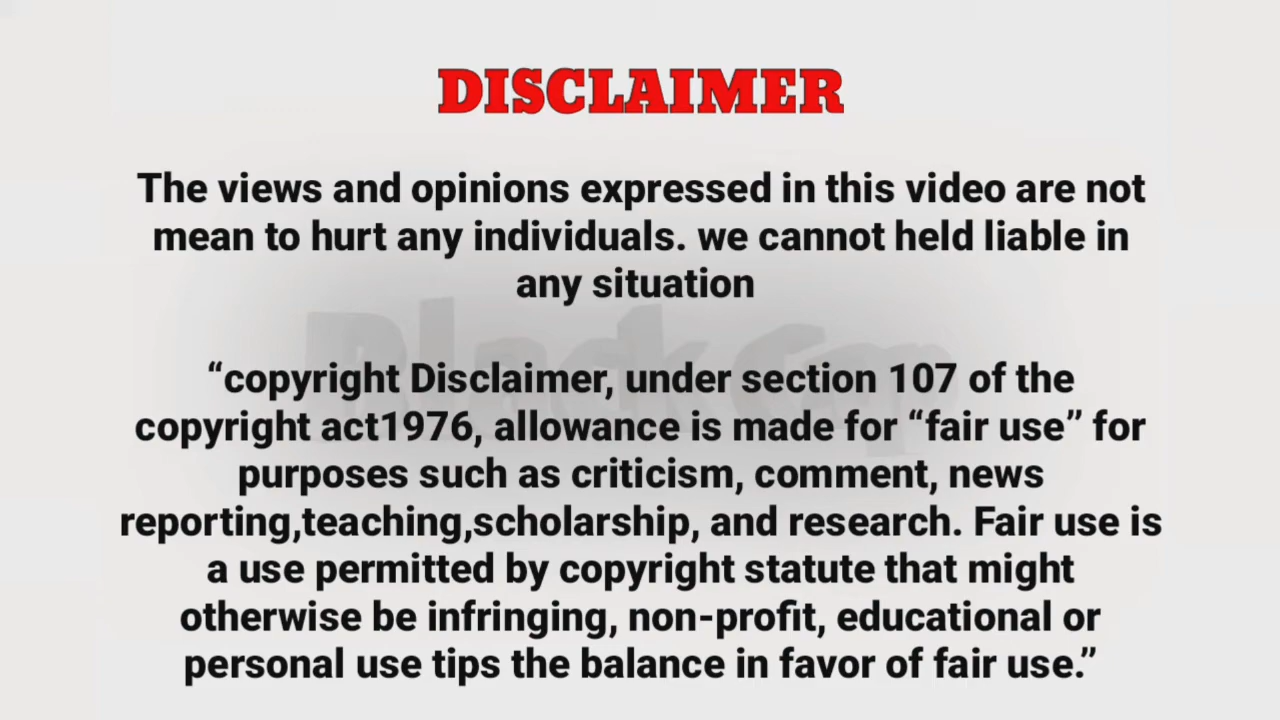 DISCLAIMER
The views and opinions expressed in this video are not
mean to hurt any individuals. we cannot held liable in
any situation
Black Cap
“copyright Disclaimer, under section 107 of the
copyright act1976, allowance is made for “fair use” for
purposes such as criticism, comment, news
reporting,teaching,scholarship, and research. Fair use is
a use permitted by copyright statute that might
otherwise be infringing, non-profit, educational or
personal use tips the balance in favor of fair use.”